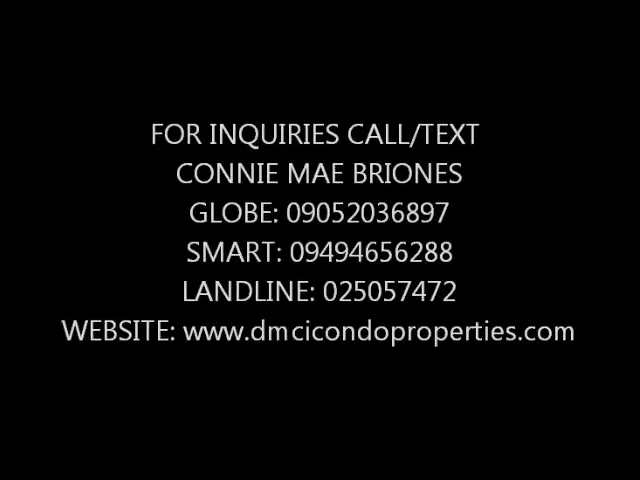 FOR INQUIRIES CALL/TEXT
CONNIE MAE BRIONES
GLOBE: 09052036897
SMART: 09494656288
LANDLINE: 025057472
WEBSITE: www.dmcicondoproperties.com